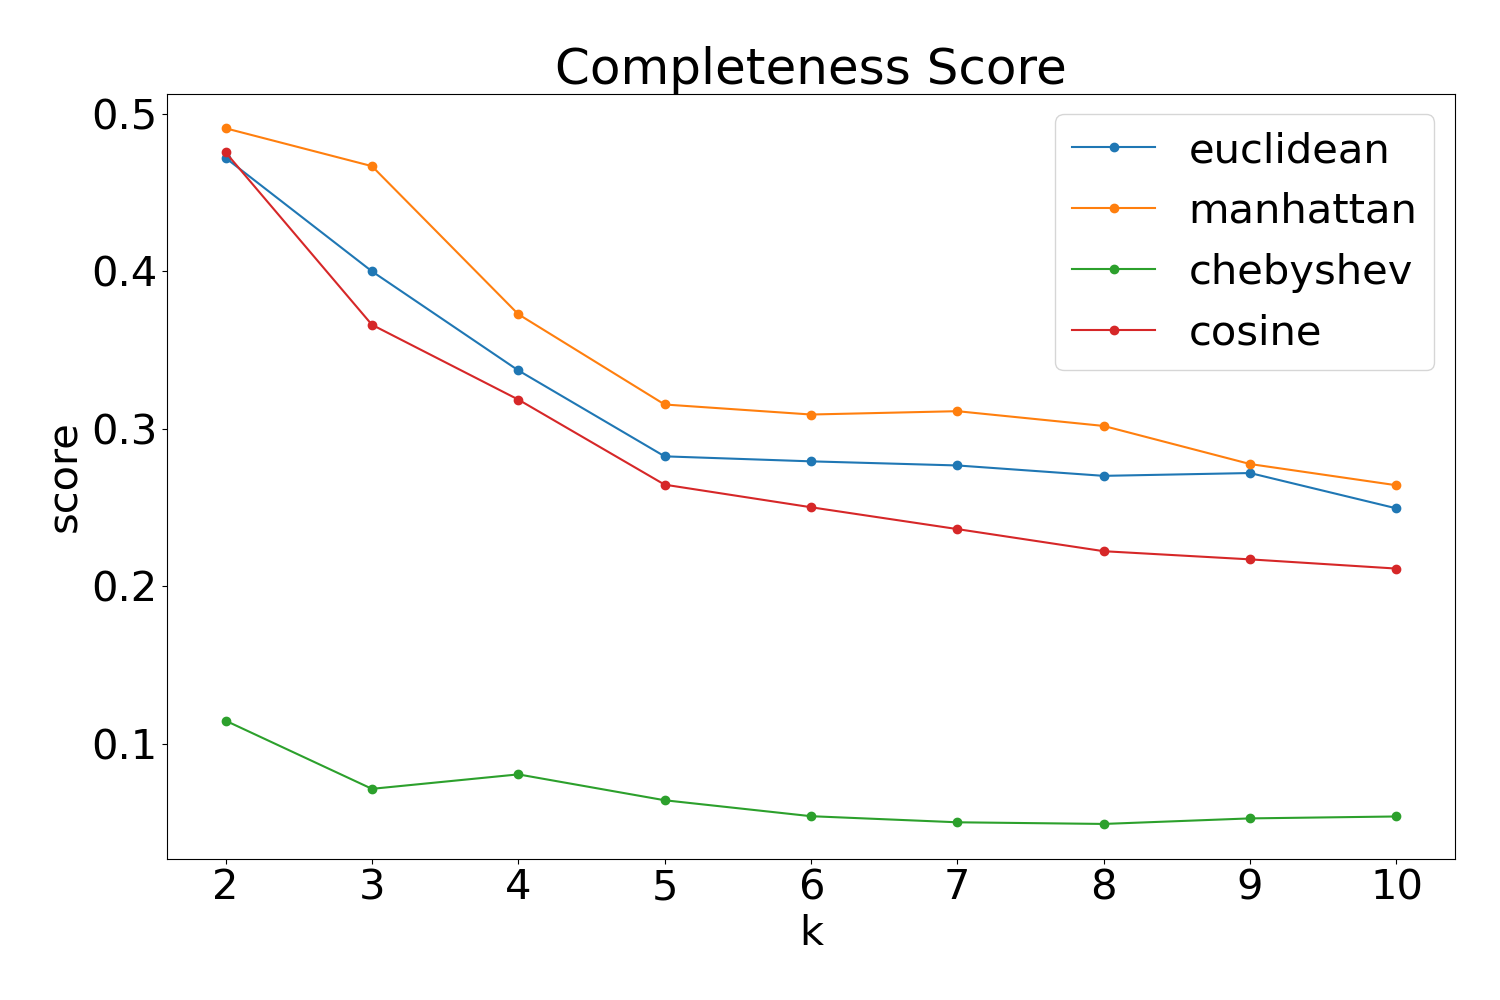 Completeness Score
0.5
0.4
0.3
0.2
0.1
score
euclidean
manhattan
chebyshev
cosine
2 3 4 5 6 7 8 9 10
k